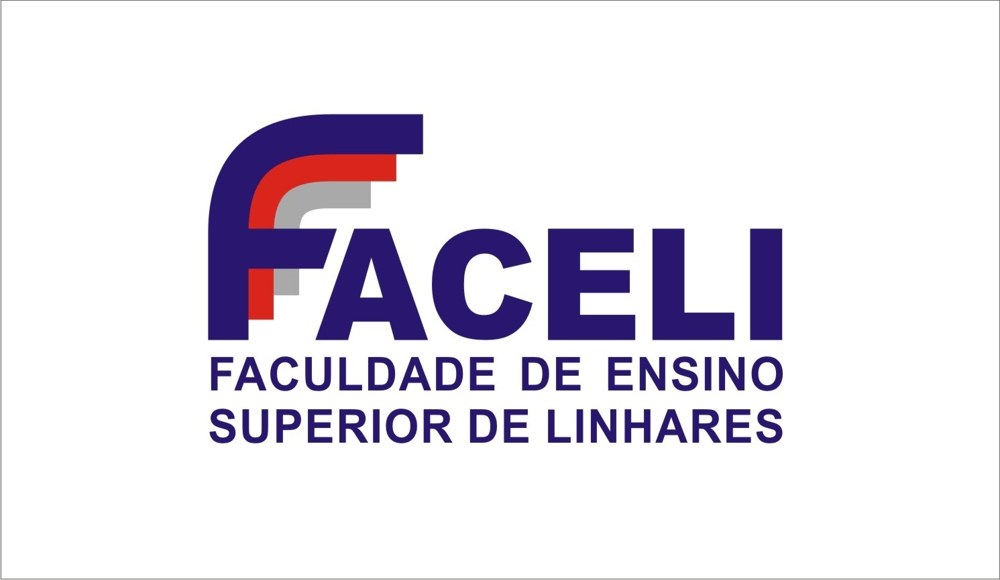 FACELI
FACULDADE DE ENSINO
SUPERIOR DE LINHARES